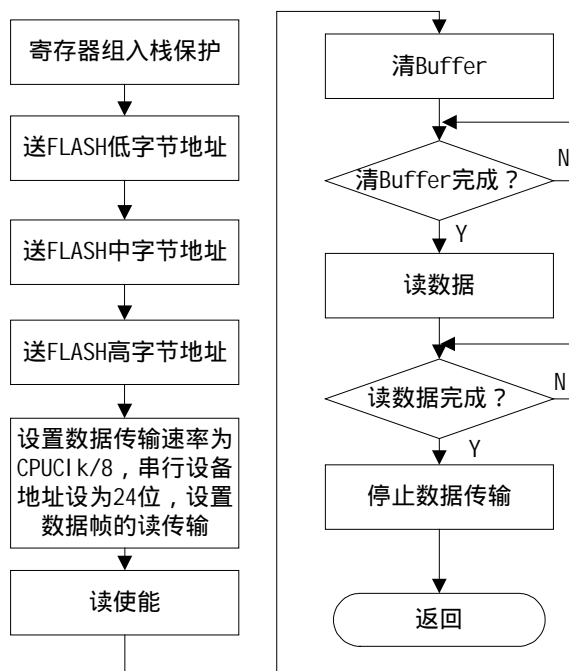 寄存器组入栈保护
送FLASH低字节地址
送FLASH中字节地址
送FLASH高字节地址
设置数据传输速率为
CPUClk/8，串行设备
地址设为24位，设置
数据帧的读传输
读使能
清Buffer
清Buffer完成？
N
Y
读数据
读数据完成？
N
Y
停止数据传输
返回